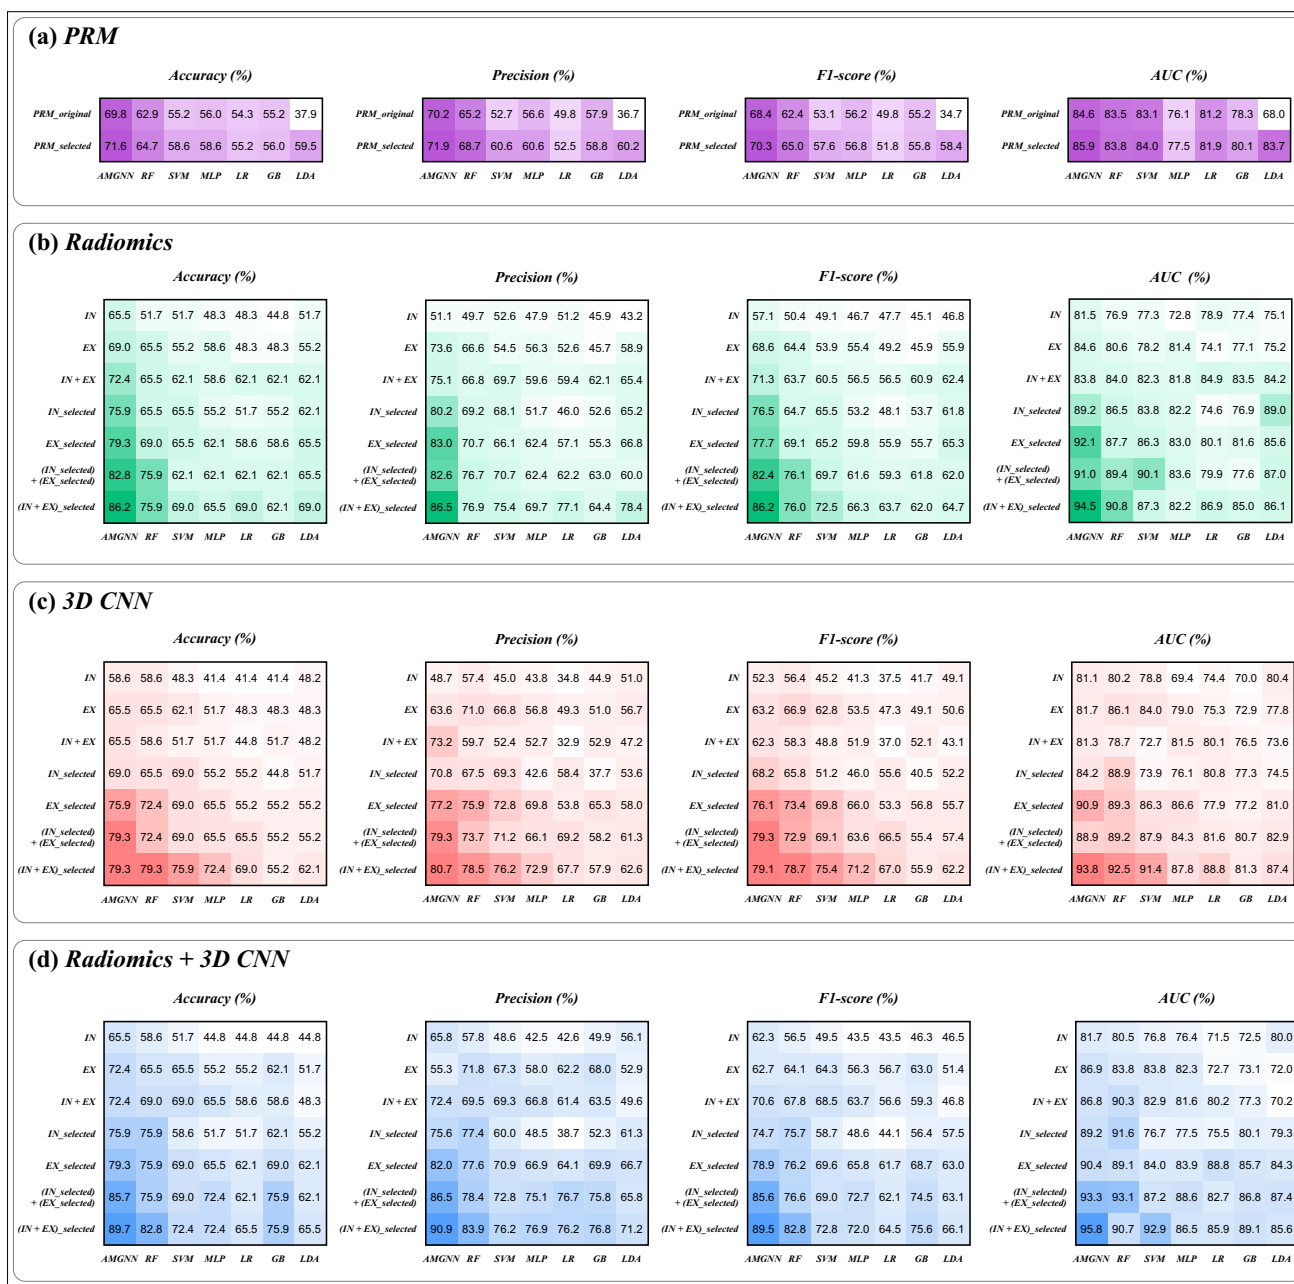 (a) PRM
Accuracy (%) Precision (%) F1-score (%) AUC (%)
PRM_original 69.8 62.9 55.2 56.0 54.3 55.2 37.9 PRM_original 70.2 65.2 52.7 56.6 49.8 57.9 36.7 PRM_original 68.4 62.4 53.1 56.2 49.8 55.2 34.7 PRM_original 84.6 83.5 83.1 76.1 81.2 78.3 68.0
PRM_selected 71.6 64.7 58.6 58.6 55.2 56.0 59.5 PRM_selected 71.9 68.7 60.6 60.6 52.5 58.8 60.2 PRM_selected 70.3 65.0 57.6 56.8 51.8 55.8 58.4 PRM_selected 85.9 83.8 84.0 77.5 81.9 80.1 83.7
AMGNN RF SVM MLP LR GB LDA AMGNN RF SVM MLP LR GB LDA AMGNN RF SVM MLP LR GB LDA AMGNN RF SVM MLP LR GB LDA
(b) Radiomics
Accuracy (%) Precision (%) F1-score (%) AUC (%)
IN 65.5 51.7 51.7 48.3 48.3 44.8 51.7 IN 51.1 49.7 52.6 47.9 51.2 45.9 43.2 IN 57.1 50.4 49.1 46.7 47.7 45.1 46.8 IN 81.5 76.9 77.3 72.8 78.9 77.4 75.1
EX 69.0 65.5 55.2 58.6 48.3 48.3 55.2 EX 73.6 66.6 54.5 56.3 52.6 45.7 58.9 EX 68.6 64.4 53.9 55.4 49.2 45.9 55.9 EX 84.6 80.6 78.2 81.4 74.1 77.1 75.2
IN + EX 72.4 65.5 62.1 58.6 62.1 62.1 62.1 IN + EX 75.1 66.8 69.7 59.6 59.4 62.1 65.4 IN + EX 71.3 63.7 60.5 56.5 56.5 60.9 62.4 IN + EX 83.8 84.0 82.3 81.8 84.9 83.5 84.2
IN_selected 75.9 65.5 65.5 55.2 51.7 55.2 62.1 IN_selected 80.2 69.2 68.1 51.7 46.0 52.6 65.2 IN_selected 76.5 64.7 65.5 53.2 48.1 53.7 61.8 IN_selected 89.2 86.5 83.8 82.2 74.6 76.9 89.0
EX_selected 79.3 69.0 65.5 62.1 58.6 58.6 65.5 EX_selected 83.0 70.7 66.1 62.4 57.1 55.3 66.8 EX_selected 77.7 69.1 65.2 59.8 55.9 55.7 65.3 EX_selected 92.1 87.7 86.3 83.0 80.1 81.6 85.6
(IN_selected) + (EX_selected) 82.8 75.9 62.1 62.1 62.1 62.1 65.5 (IN_selected) + (EX_selected) 82.6 76.7 70.7 62.4 62.2 63.0 60.0 (IN_selected) + (EX_selected) 82.4 76.1 69.7 61.6 59.3 61.8 62.0 (IN_selected) + (EX_selected) 91.0 89.4 90.1 83.6 79.9 77.6 87.0
(IN + EX)_selected 86.2 75.9 69.0 65.5 69.0 62.1 69.0 (IN + EX)_selected 86.5 76.9 75.4 69.7 77.1 64.4 78.4 (IN + EX)_selected 86.2 76.0 72.5 66.3 63.7 62.0 64.7 (IN + EX)_selected 94.5 90.8 87.3 82.2 86.9 85.0 86.1
AMGNN RF SVM MLP LR GB LDA AMGNN RF SVM MLP LR GB LDA AMGNN RF SVM MLP LR GB LDA AMGNN RF SVM MLP LR GB LDA
(c) 3D CNN
Accuracy (%) Precision (%) F1-score (%) AUC (%)
IN 58.6 58.6 48.3 41.4 41.4 41.4 48.2 IN 48.7 57.4 45.0 43.8 34.8 44.9 51.0 IN 52.3 56.4 45.2 41.3 37.5 41.7 49.1 IN 81.1 80.2 78.8 69.4 74.4 70.0 80.4
EX 65.5 65.5 62.1 51.7 48.3 48.3 48.3 EX 63.6 71.0 66.8 56.8 49.3 51.0 56.7 EX 63.2 66.9 62.8 53.5 47.3 49.1 50.6 EX 81.7 86.1 84.0 79.0 75.3 72.9 77.8
IN + EX 65.5 58.6 51.7 51.7 44.8 51.7 48.2 IN + EX 73.2 59.7 52.4 52.7 32.9 52.9 47.2 IN + EX 62.3 58.3 48.8 51.9 37.0 52.1 43.1 IN + EX 81.3 78.7 72.7 81.5 80.1 76.5 73.6
IN_selected 69.0 65.5 69.0 55.2 55.2 44.8 51.7 IN_selected 70.8 67.5 69.3 42.6 58.4 37.7 53.6 IN_selected 68.2 65.8 51.2 46.0 55.6 40.5 52.2 IN_selected 84.2 88.9 73.9 76.1 80.8 77.3 74.5
EX_selected 75.9 72.4 69.0 65.5 55.2 55.2 55.2 EX_selected 77.2 75.9 72.8 69.8 53.8 65.3 58.0 EX_selected 76.1 73.4 69.8 66.0 53.3 56.8 55.7 EX_selected 90.9 89.3 86.3 86.6 77.9 77.2 81.0
(IN_selected) + (EX_selected) 79.3 72.4 69.0 65.5 65.5 55.2 55.2 (IN_selected) + (EX_selected) 79.3 73.7 71.2 66.1 69.2 58.2 61.3 (IN_selected) + (EX_selected) 79.3 72.9 69.1 63.6 66.5 55.4 57.4 (IN_selected) + (EX_selected) 88.9 89.2 87.9 84.3 81.6 80.7 82.9
(IN + EX)_selected 79.3 79.3 75.9 72.4 69.0 55.2 62.1 (IN + EX)_selected 80.7 78.5 76.2 72.9 67.7 57.9 62.6 (IN + EX)_selected 79.1 78.7 75.4 71.2 67.0 55.9 62.2 (IN + EX)_selected 93.8 92.5 91.4 87.8 88.8 81.3 87.4
AMGNN RF SVM MLP LR GB LDA AMGNN RF SVM MLP LR GB LDA AMGNN RF SVM MLP LR GB LDA AMGNN RF SVM MLP LR GB LDA
(d) Radiomics + 3D CNN
Accuracy (%) Precision (%) F1-score (%) AUC (%)
IN 65.5 58.6 51.7 44.8 44.8 44.8 44.8 IN 65.8 57.8 48.6 42.5 42.6 49.9 56.1 IN 62.3 56.5 49.5 43.5 43.5 46.3 46.5 IN 81.7 80.5 76.8 76.4 71.5 72.5 80.0
EX 72.4 65.5 65.5 55.2 55.2 62.1 51.7 EX 55.3 71.8 67.3 58.0 62.2 68.0 52.9 EX 62.7 64.1 64.3 56.3 56.7 63.0 51.4 EX 86.9 83.8 83.8 82.3 72.7 73.1 72.0
IN + EX 72.4 69.0 69.0 65.5 58.6 58.6 48.3 IN + EX 72.4 69.5 69.3 66.8 61.4 63.5 49.6 IN + EX 70.6 67.8 68.5 63.7 56.6 59.3 46.8 IN + EX 86.8 90.3 82.9 81.6 80.2 77.3 70.2
IN_selected 75.9 75.9 58.6 51.7 51.7 62.1 55.2 IN_selected 75.6 77.4 60.0 48.5 38.7 52.3 61.3 IN_selected 74.7 75.7 58.7 48.6 44.1 56.4 57.5 IN_selected 89.2 91.6 76.7 77.5 75.5 80.1 79.3
EX_selected 79.3 75.9 69.0 65.5 62.1 69.0 62.1 EX_selected 82.0 77.6 70.9 66.9 64.1 69.9 66.7 EX_selected 78.9 76.2 69.6 65.8 61.7 68.7 63.0 EX_selected 90.4 89.1 84.0 83.9 88.8 85.7 84.3
(IN_selected) + (EX_selected) 85.7 75.9 69.0 72.4 62.1 75.9 62.1 (IN_selected) + (EX_selected) 86.5 78.4 72.8 75.1 76.7 75.8 65.8 (IN_selected) + (EX_selected) 85.6 76.6 69.0 72.7 62.1 74.5 63.1 (IN_selected) + (EX_selected) 93.3 93.1 87.2 88.6 82.7 86.8 87.4
(IN + EX)_selected 89.7 82.8 72.4 72.4 65.5 75.9 65.5 (IN + EX)_selected 90.9 83.9 76.2 76.9 76.2 76.8 71.2 (IN + EX)_selected 89.5 82.8 72.8 72.0 64.5 75.6 66.1 (IN + EX)_selected 95.8 90.7 92.9 86.5 85.9 89.1 85.6
AMGNN RF SVM MLP LR GB LDA AMGNN RF SVM MLP LR GB LDA AMGNN RF SVM MLP LR GB LDA AMGNN RF SVM MLP LR GB LDA